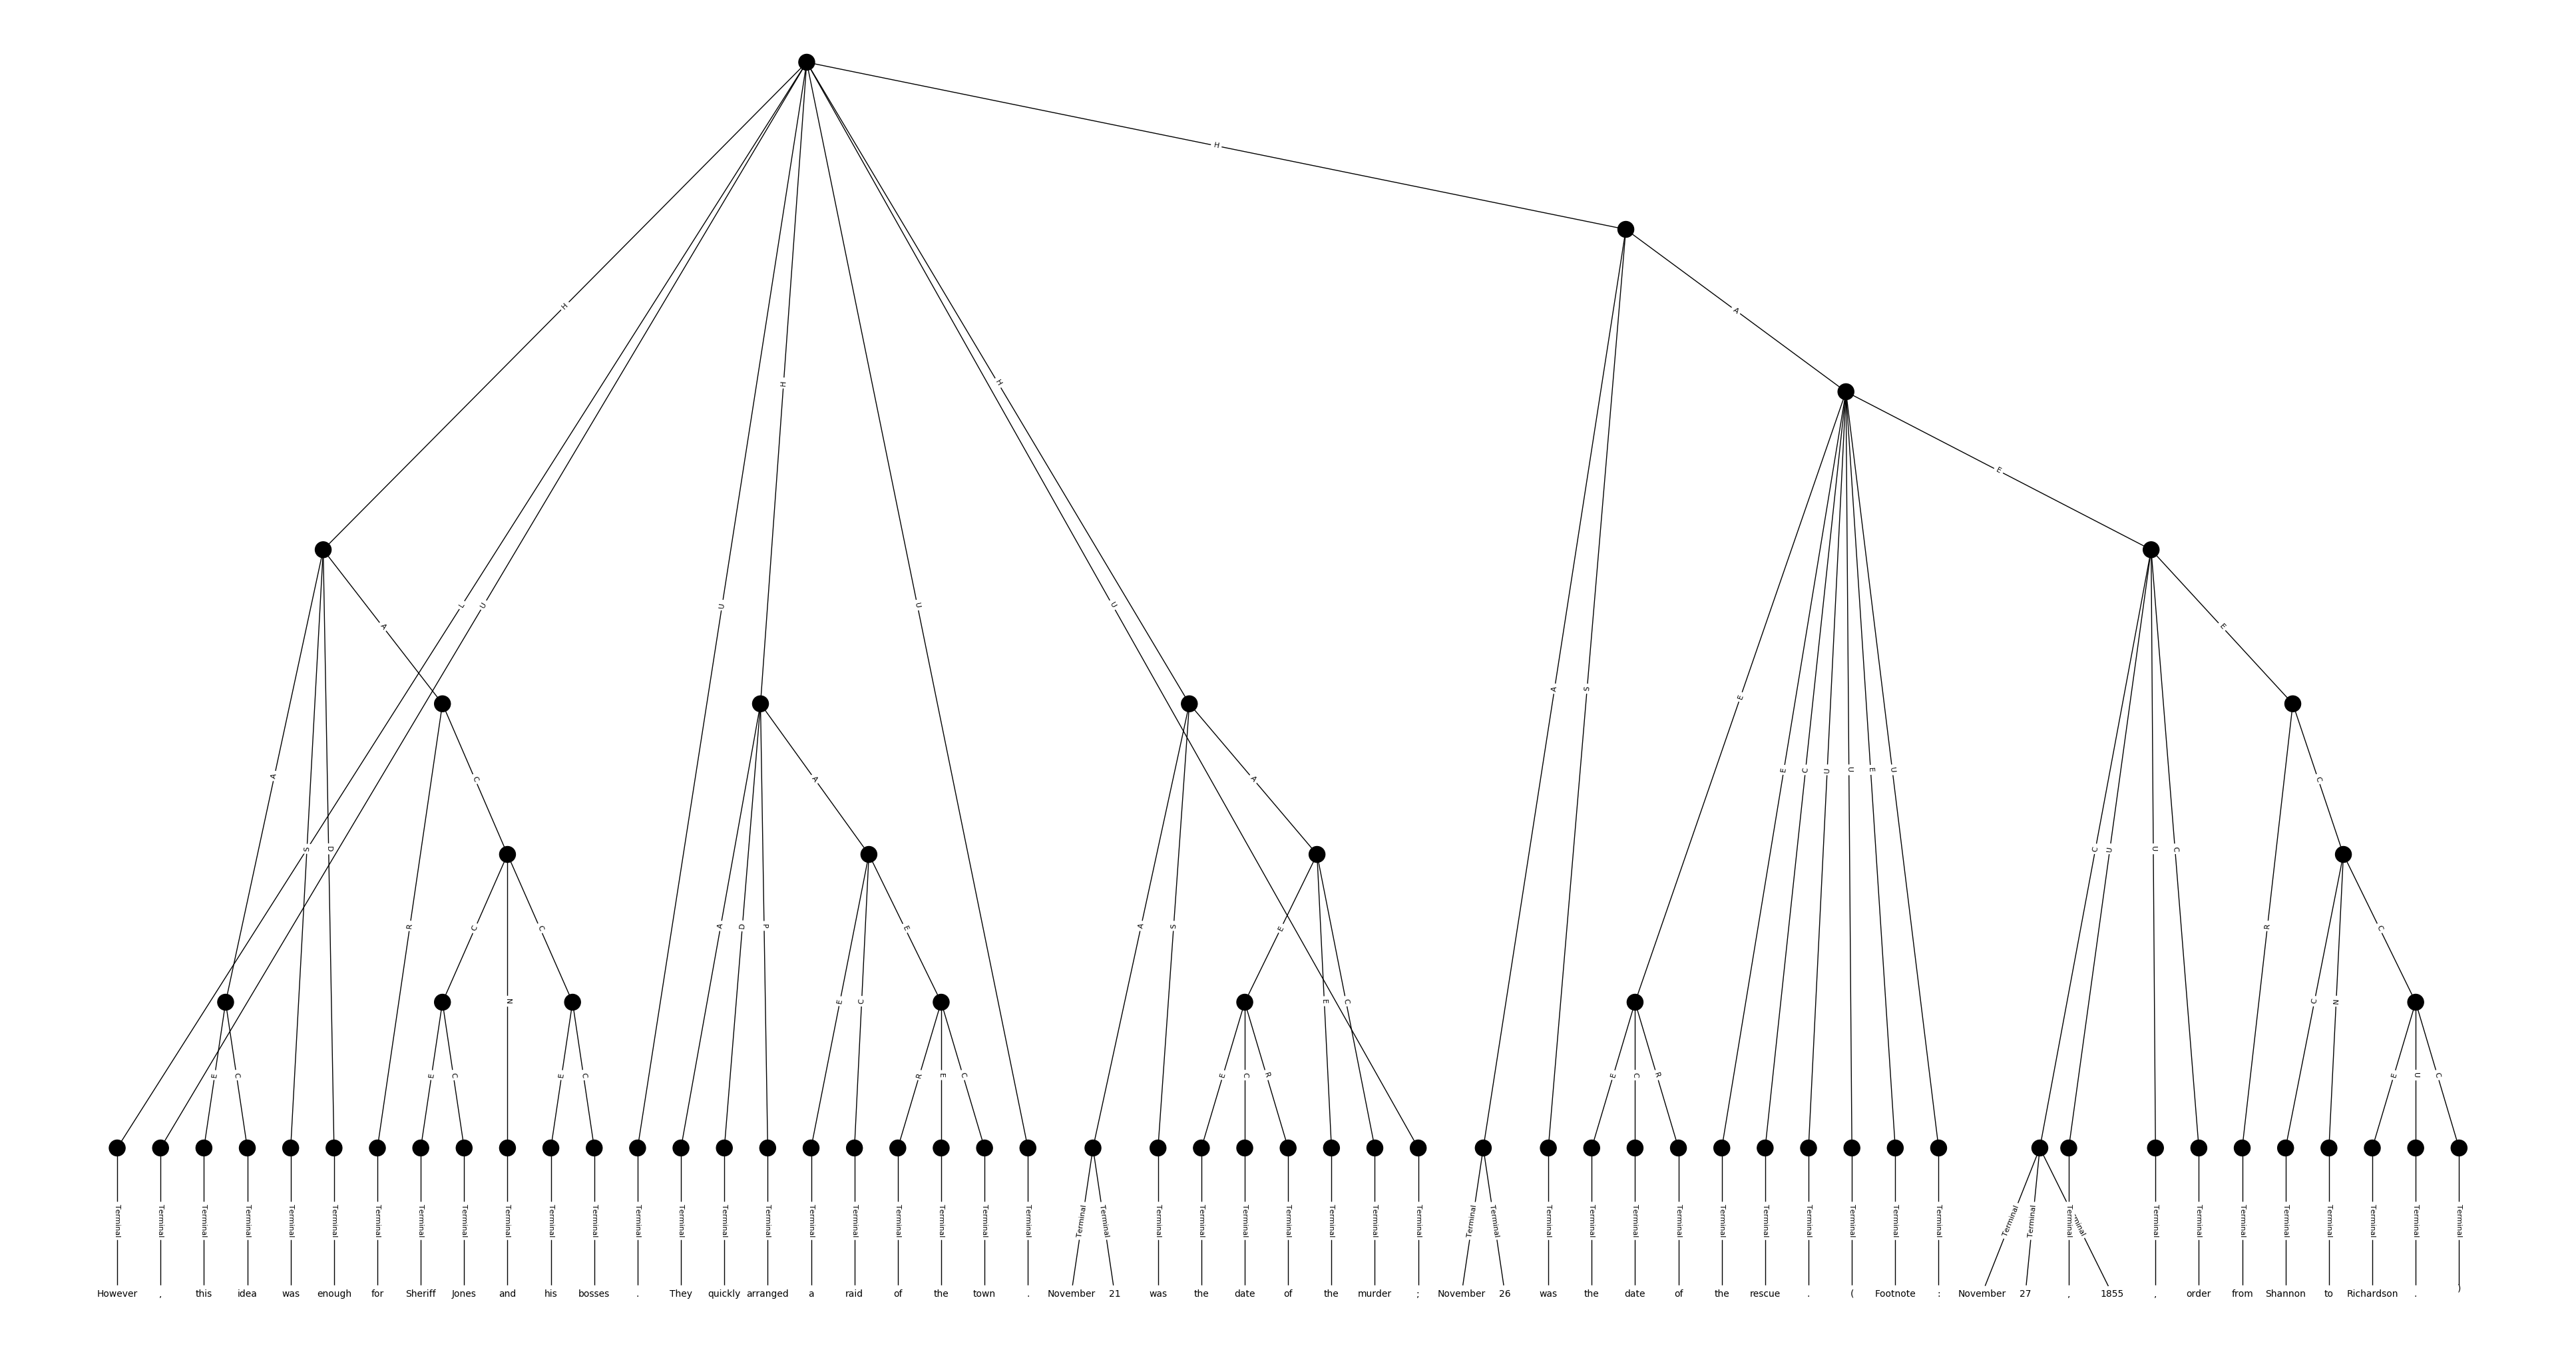 H
A
H
H
A
H
E
L
U
U
U
U
A
E
A
S
E
A
C
A
A
C
E
C
U
U
E
U
S
D
C
U
U
C
R
C
C
A
D
P
E
A
S
E
R
C
N
E
C
E
C
C
N
E
C
E
C
E
C
R
E
C
E
C
R
E
C
R
E
U
C
Terminal Terminal Terminal Terminal Terminal Terminal Terminal Terminal Terminal Terminal Terminal Terminal Terminal Terminal Terminal Terminal Terminal Terminal Terminal Terminal Terminal Terminal Terminal Terminal Terminal Terminal Terminal Terminal Terminal Terminal Terminal Terminal Terminal Terminal Terminal Terminal Terminal Terminal Terminal Terminal Terminal Terminal Terminal Terminal Terminal Terminal Terminal Terminal Terminal Terminal Terminal Terminal Terminal Terminal Terminal
However , this idea was enough for Sheriff Jones and his bosses . They quickly arranged a raid of the town . November 21 was the date of the murder ; November 26 was the date of the rescue . ( Footnote : November 27 , 1855 , order from Shannon to Richardson . )